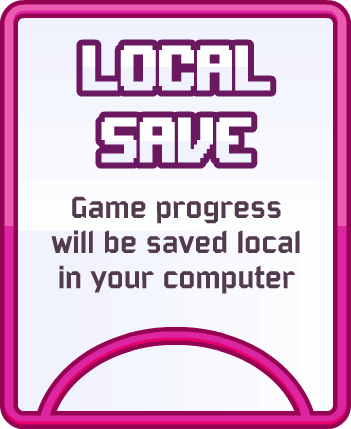 LOCAL
SAVE
Game progress
will be saved local
in your computer